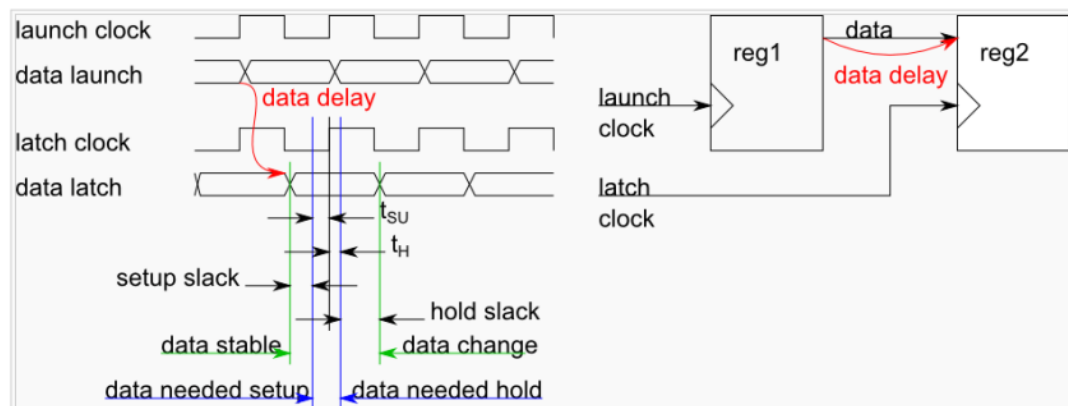 launch clock
data launch
data delay
latch clock
data latch
tSU
tH
setup slack
hold slack
data stable
data change
data needed setup
data needed hold
reg1
data
reg2
data delay
launch
clock
latch
clock